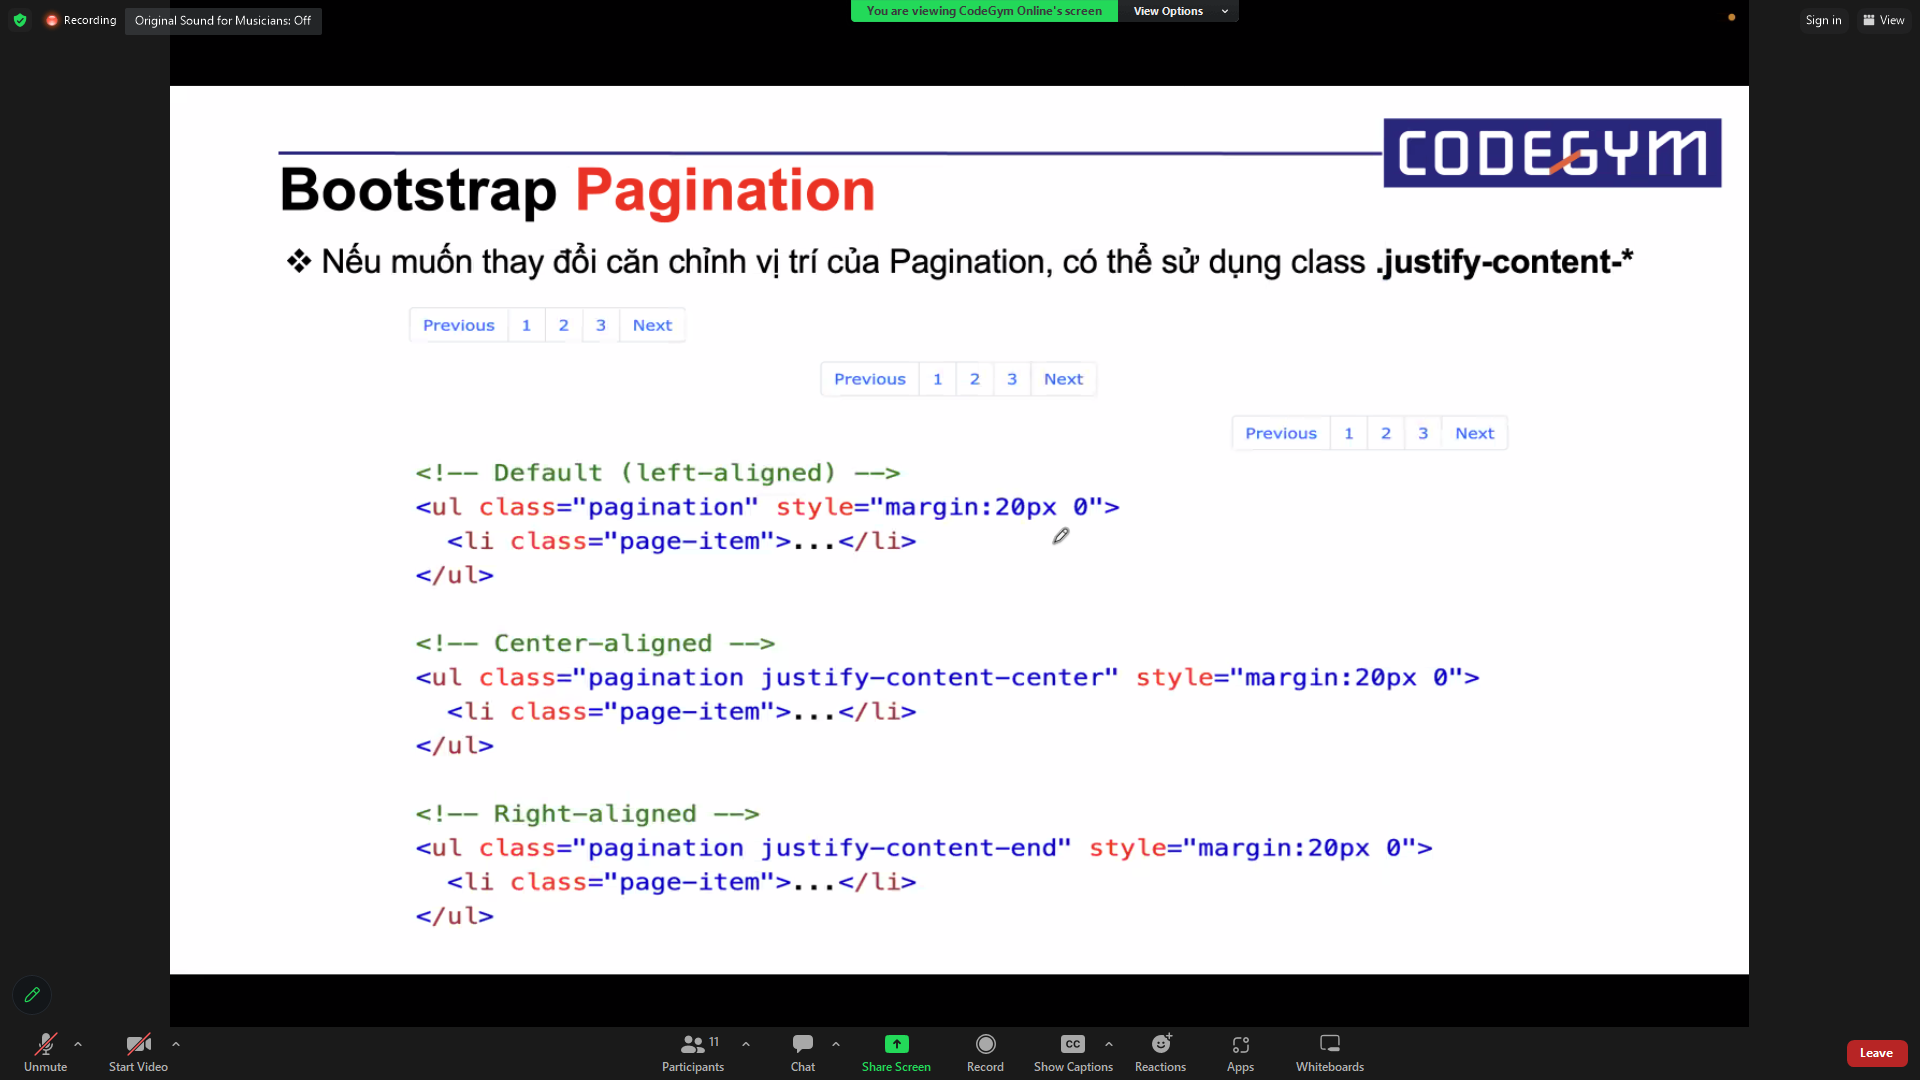 Recording
Original Sound for Musicians: Off
You are viewing CodeGym Online's screen
View Options
Sign in
View
CODEGYM
Bootstrap Pagination
❖ Nếu muốn thay đổi căn chỉnh vị trí của Pagination, có thể sử dụng class .justify-content-*
Previous 1 2 3 Next
Previous 1 2 3 Next
Previous 1 2 3 Next
<!-- Default (left-aligned) -->
<ul class="pagination" style="margin:20px 0">
<li class="page-item">...</li>
</ul>
<!-- Center-aligned -->
<ul class="pagination justify-content-center" style="margin:20px 0">
<li class="page-item">...</li>
</ul>
<!-- Right-aligned -->
<ul class="pagination justify-content-end" style="margin:20px 0">
<li class="page-item">...</li>
</ul>
Unmute
Start Video
11
Participants
Chat
Share Screen
Record
CC
Show Captions
Reactions
Apps
Whiteboards
Leave